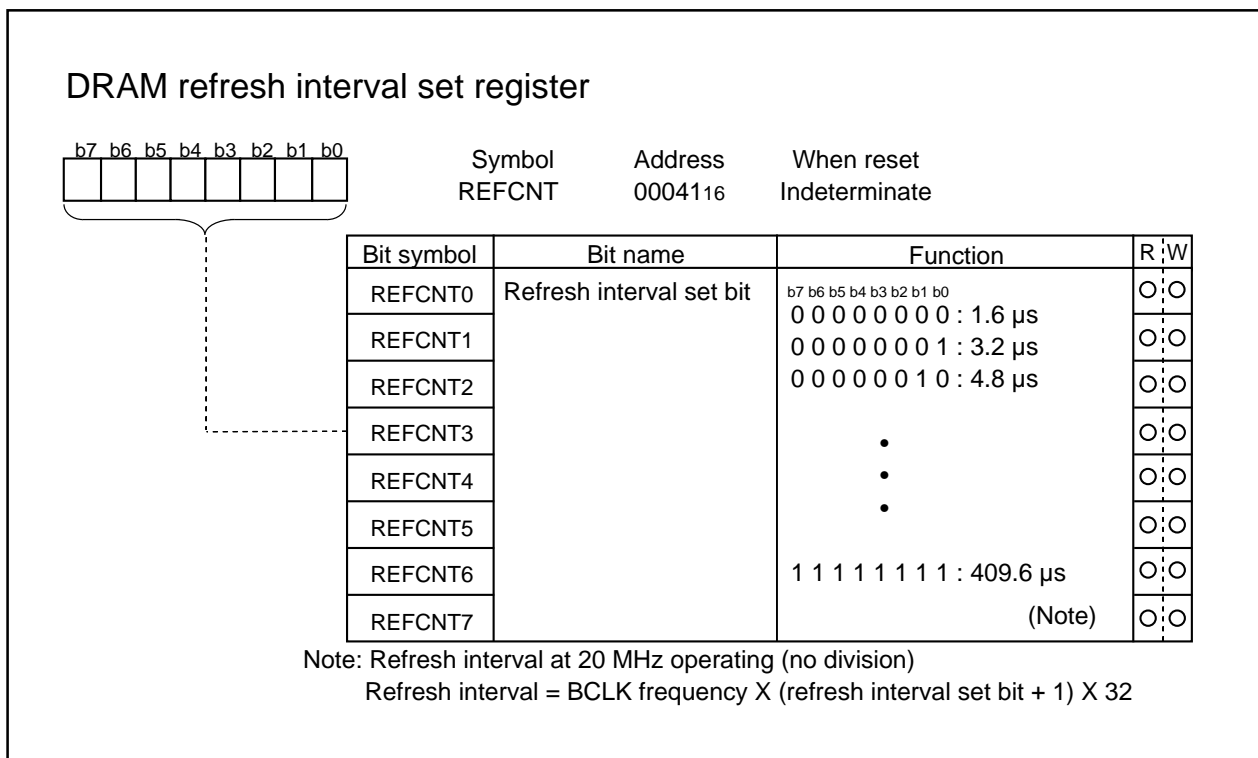 DRAM refresh interval set register
b7 b6 b5 b4 b3 b2 b1 b0
Symbol Address When reset
REFCNT 0004116 Indeterminate
Bit symbol Bit name Function R W
REFCNT0 Refresh interval set bit b7 b6 b5 b4 b3 b2 b1 b0
0 0 0 0 0 0 0 0 : 1.6 µs
REFCNT1 0 0 0 0 0 0 0 1 : 3.2 µs
REFCNT2 0 0 0 0 0 0 1 0 : 4.8 µs
REFCNT3
REFCNT4
REFCNT5
REFCNT6 1 1 1 1 1 1 1 1 : 409.6 µs
REFCNT7 (Note)
Note: Refresh interval at 20 MHz operating (no division)
Refresh interval = BCLK frequency X (refresh interval set bit + 1) X 32